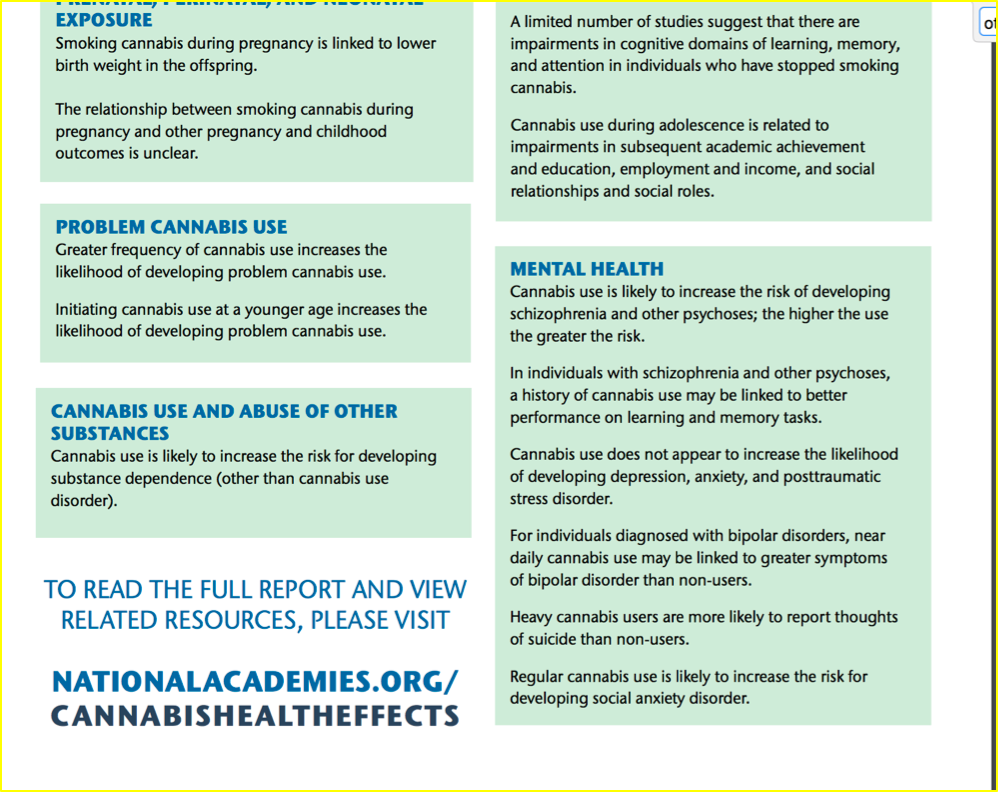 PRENATAL, PERINATAL, AND NEONATAL
EXPOSURE
Smoking cannabis during pregnancy is linked to lower
birth weight in the offspring.
The relationship between smoking cannabis during
pregnancy and other pregnancy and childhood
outcomes is unclear.
PROBLEM CANNABIS USE
Greater frequency of cannabis use increases the
likelihood of developing problem cannabis use.
Initiating cannabis use at a younger age increases the
likelihood of developing problem cannabis use.
CANNABIS USE AND ABUSE OF OTHER
SUBSTANCES
Cannabis use is likely to increase the risk for developing
substance dependence (other than cannabis use
disorder).
TO READ THE FULL REPORT AND VIEW
RELATED RESOURCES, PLEASE VISIT
NATIONALACADEMIES.ORG/
CANNABISHEALTHEFFECTS
A limited number of studies suggest that there are
impairments in cognitive domains of learning, memory,
and attention in individuals who have stopped smoking
cannabis.
Cannabis use during adolescence is related to
impairments in subsequent academic achievement
and education, employment and income, and social
relationships and social roles.
MENTAL HEALTH
Cannabis use is likely to increase the risk of developing
schizophrenia and other psychoses; the higher the use
the greater the risk.
In individuals with schizophrenia and other psychoses,
a history of cannabis use may be linked to better
performance on learning and memory tasks.
Cannabis use does not appear to increase the likelihood
of developing depression, anxiety, and posttraumatic
stress disorder.
For individuals diagnosed with bipolar disorders, near
daily cannabis use may be linked to greater symptoms
of bipolar disorder than non-users.
Heavy cannabis users are more likely to report thoughts
of suicide than non-users.
Regular cannabis use is likely to increase the risk for
developing social anxiety disorder.